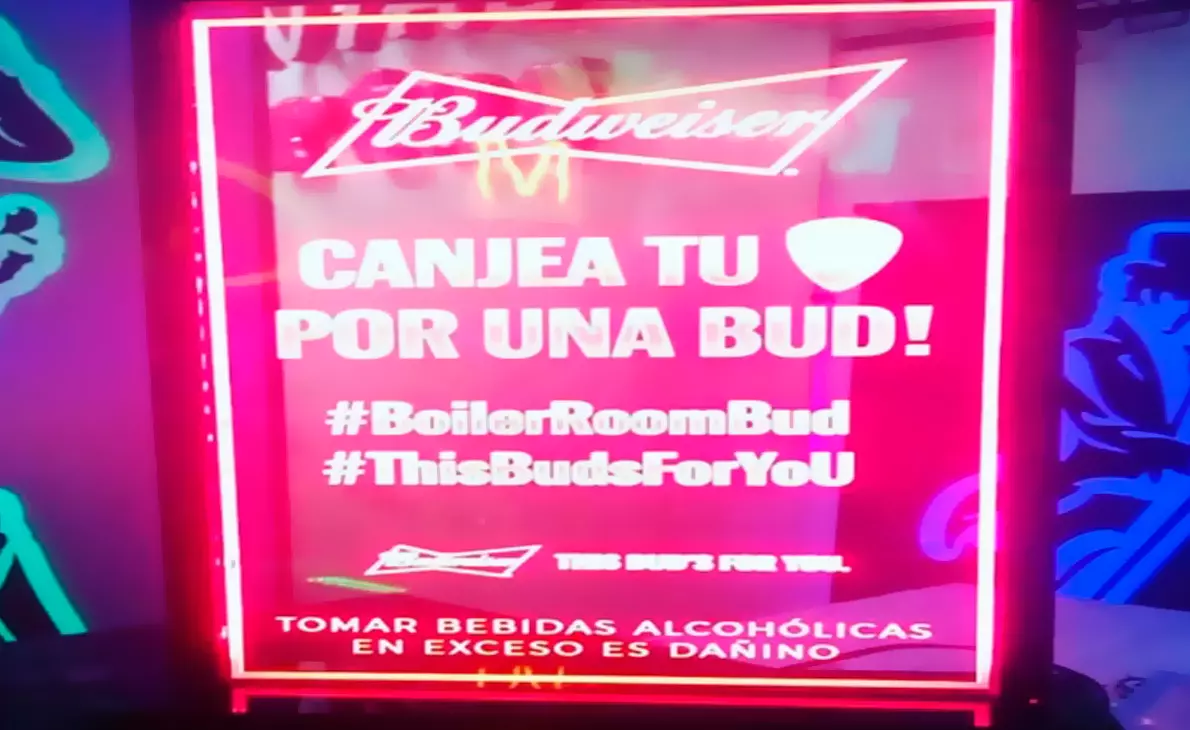 Budweiser
CANJEA TU
POR UNA BUD!
#BoilerRoomBud
#ThisBudsForYoU
Budweiser THIS BUD'S FOR YOU.
TOMAR BEBIDAS ALCOHÓLICAS
EN EXCESO ES DAÑINO